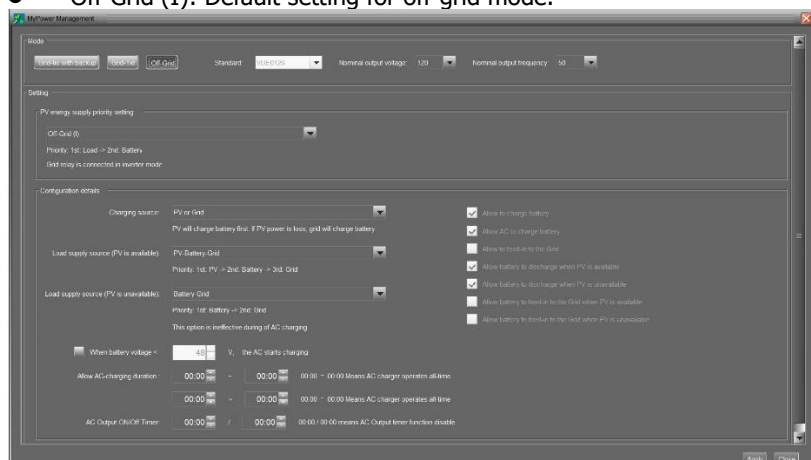 ● Off-Grid (I): Default setting for off-grid mode.
MyPower Management
Mode
Grid-tie with backup Grid-Tie Off-Grid Standard: VDE0126 Nominal output voltage: 120 Nominal output frequency: 50
Setting
PV energy supply priority setting
Off-Grid (I)
Priority: 1st: Load -> 2nd: Battery
Grid relay is connected in inverter mode
Configuration details
Charging source: PV or Grid
PV will charge battery first. If PV power is loss, grid will charge battery
Load supply source (PV is available): PV-Battery-Grid
Priority: 1st: PV -> 2nd: Battery -> 3rd: Grid
Load supply source (PV is unavailable): Battery-Grid
Priority: 1st: Battery -> 2nd: Grid
This option is ineffective during of AC charging
When battery voltage < 48 V, the AC starts charging
Allow AC-charging duration : 00:00 ~ 00:00 00:00 ~ 00:00 Means AC charger operates all-time
00:00 ~ 00:00 00:00 ~ 00:00 Means AC charger operates all-time
AC Output ON/Off Timer 00:00 / 00:00 00:00 / 00:00 means AC Output timer function disable
Allow to charge battery
Allow AC to charge battery
Allow to feed-in to the Grid
Allow battery to discharge when PV is available
Allow battery to discharge when PV is unavailable
Allow battery to feed-in to the Grid when PV is available
Allow battery to feed-in to the Grid when PV is unavailable
Apply Close